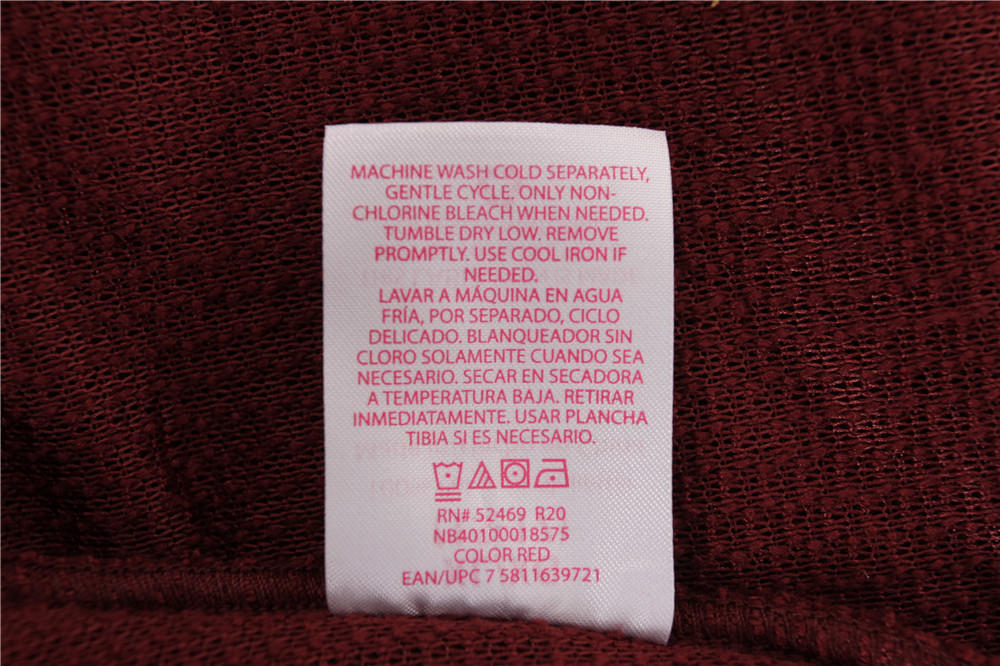 MACHINE WASH COLD SEPARATELY,
GENTLE CYCLE. ONLY NON-
CHLORINE BLEACH WHEN NEEDED.
TUMBLE DRY LOW. REMOVE
PROMPTLY. USE COOL IRON IF
NEEDED.
LAVAR A MÁQUINA EN AGUA
FRÍA, POR SEPARADO, CICLO
DELICADO. BLANQUEADOR SIN
CLORO SOLAMENTE CUANDO SEA
NECESARIO. SECAR EN SECADORA
A TEMPERATURA BAJA. RETIRAR
INMEDIATAMENTE. USAR PLANCHA
TIBIA SI ES NECESARIO.
RN# 52469 R20
NB40100018575
COLOR RED
EAN/UPC 7 5811639721